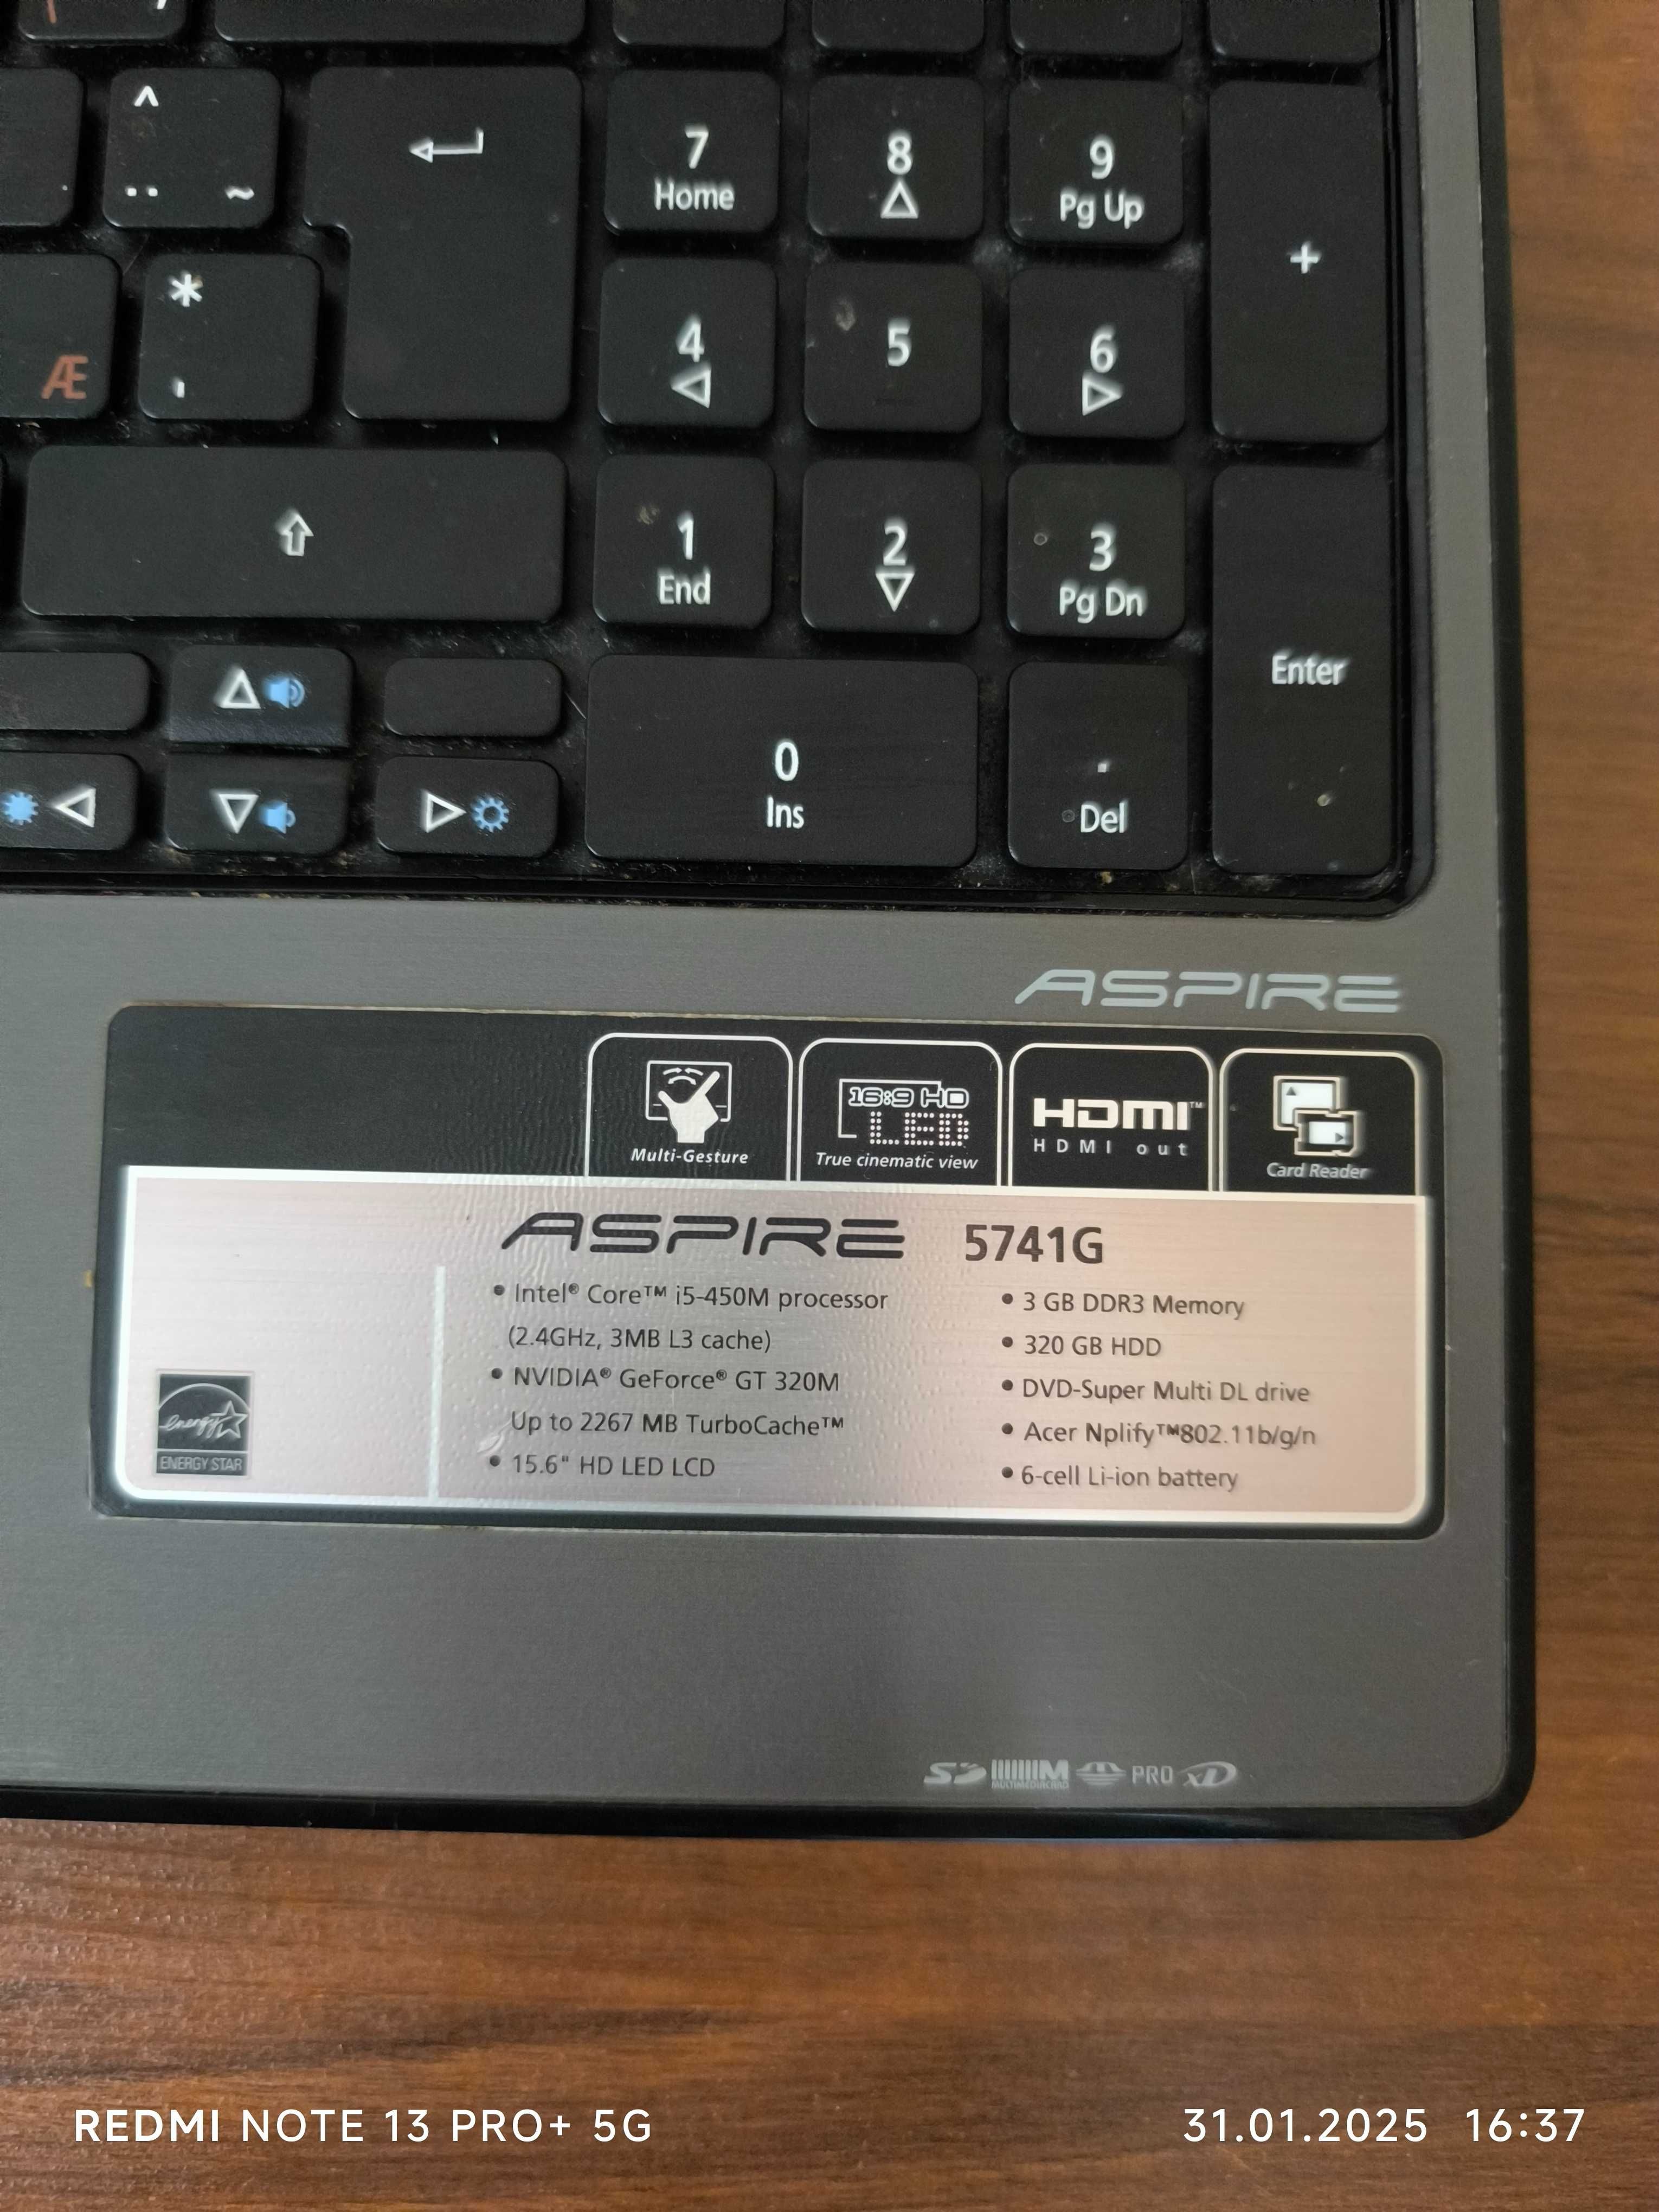 ^
¨ ~
7
Home
8
9
Pg Up
+
*
'
Æ
4
5
6
1
End
2
3
Pg Dn
Enter
0
Ins
.
Del
ASPIRE
Multi-Gesture
16:9 HD
LED
True cinematic view
HDMI™
HDMI out
Card Reader
ASPIRE 5741G
• Intel® Core™ i5-450M processor
(2.4GHz, 3MB L3 cache)
• NVIDIA® GeForce® GT 320M
Up to 2267 MB TurboCache™
• 15.6" HD LED LCD
• 3 GB DDR3 Memory
• 320 GB HDD
• DVD-Super Multi DL drive
• Acer Nplify™802.11b/g/n
• 6-cell Li-ion battery
energy
ENERGY STAR
SD MULTIMEDIACARD PRO xD
REDMI NOTE 13 PRO+ 5G
31.01.2025 16:37